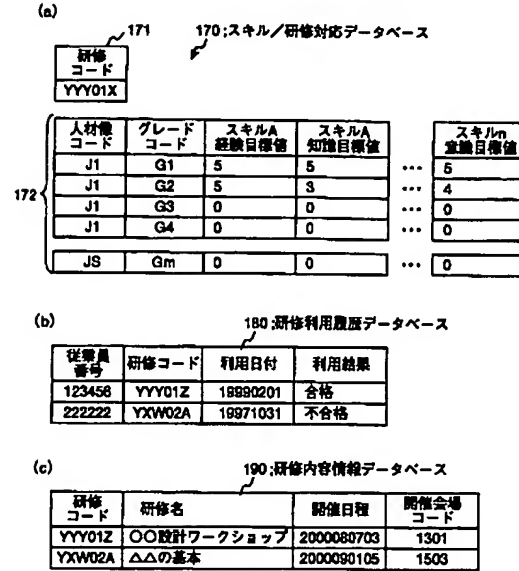 (a)
171
170;スキル/研修対応データベース
研修
コード
YYY01X
172
人材像
コード
グレード
コード
スキルA
経験目標値
スキルA
知識目標値
スキルn
意識目標値
J1 G1 5 5 ••• 5
J1 G2 5 3 ••• 4
J1 G3 0 0 ••• 0
J1 G4 0 0 ••• 0
JS Gm 0 0 ••• 0
(b)
180;研修利用履歴データベース
従業員
番号
研修コード 利用日付 利用結果
123456 YYY01Z 19990201 合格
222222 YXW02A 19971031 不合格
(c)
190;研修内容情報データベース
研修
コード
研修名
開催日程
開催会場
コード
YYY01Z 〇〇設計ワークショップ 2000080703 1301
YXW02A △△の基本 2000090105 1503